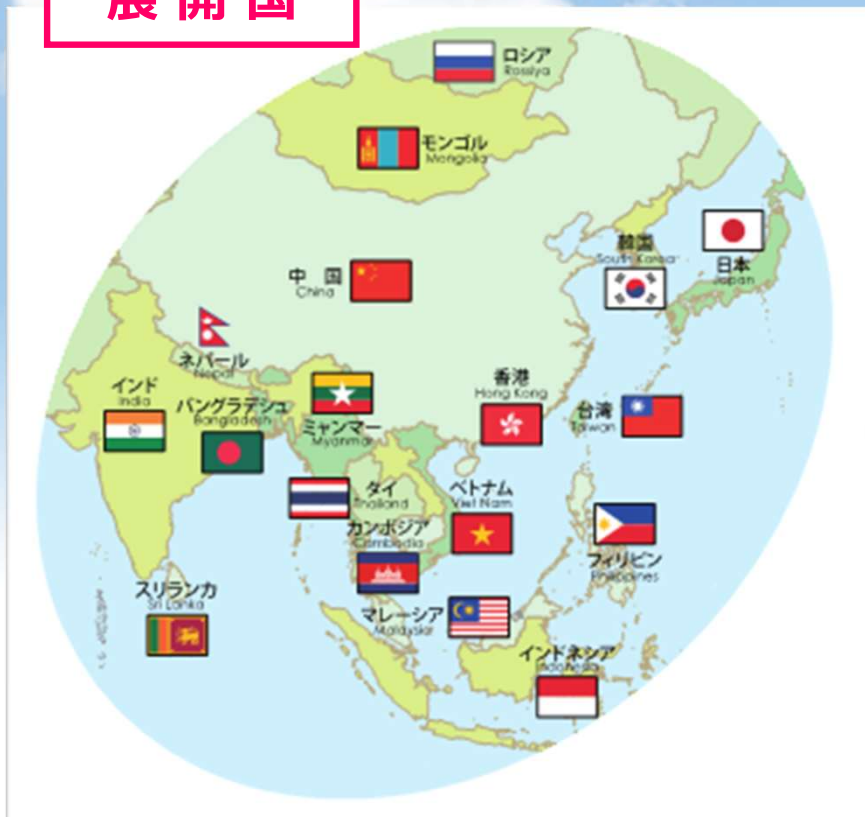 展開国
ロシア
Rossiya
モンゴル
Mongolia
韓国
South Korea
日本
Japan
中 国
China
ネパール
Nepal
インド
India
バングラデシュ
Bangladesh
ミャンマー
Myanmar
香港
Hong Kong
台湾
Taiwan
タイ
Thailand
ベトナム
Viet Nam
カンボジア
Cambodia
フィリピン
Philippines
スリランカ
Sri Lanka
マレーシア
Malaysia
インドネシア
Indonesia